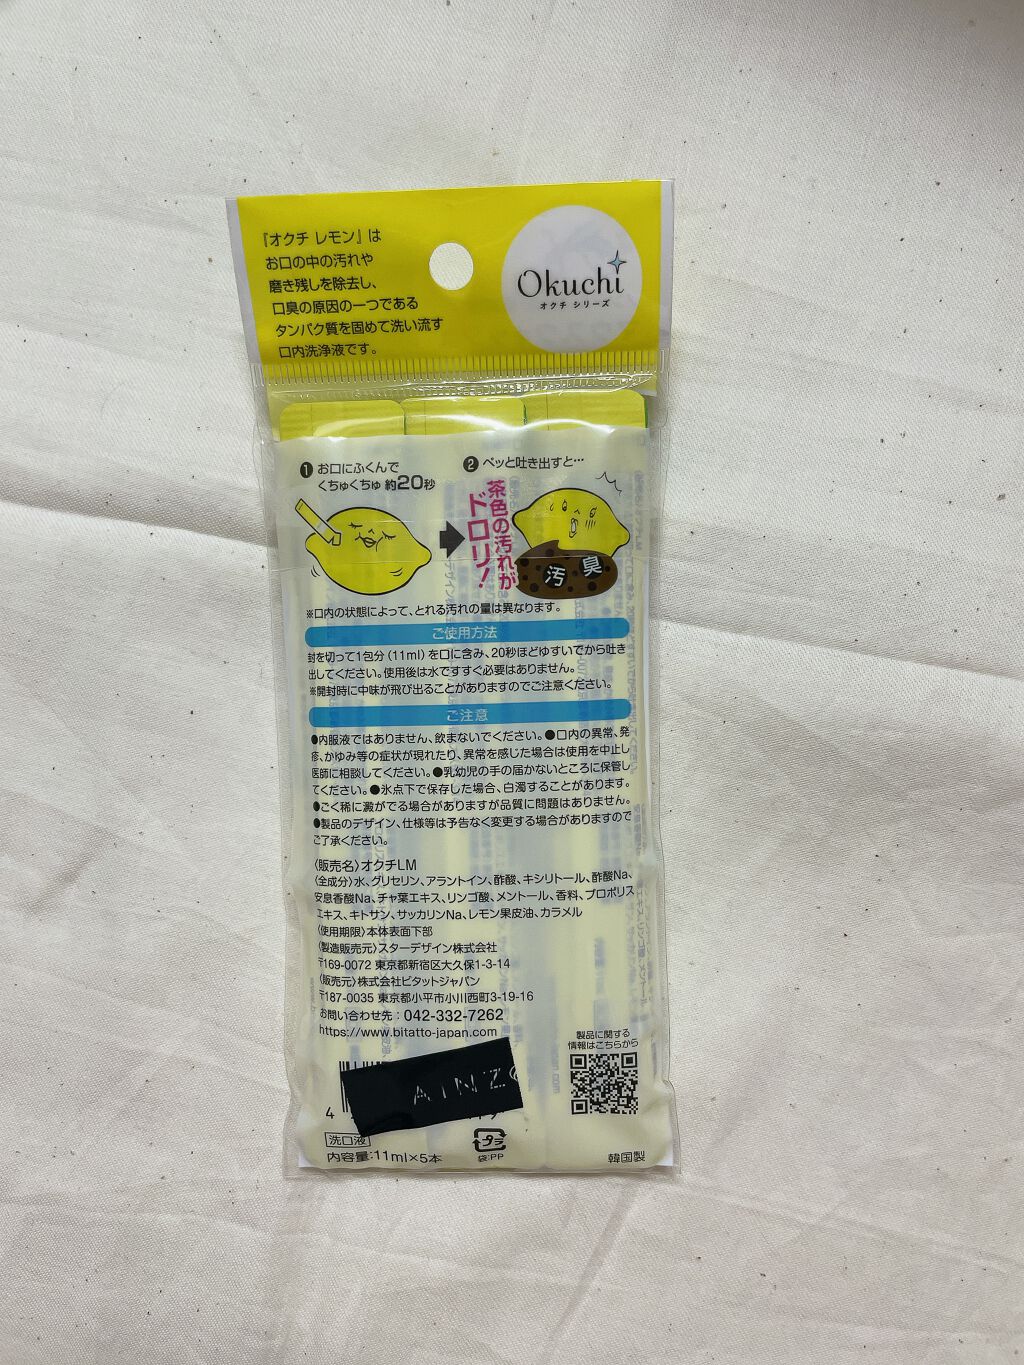 『オクチ レモン』は
お口の中の汚れや
磨き残しを除去し、
口臭の原因の一つである
タンパク質を固めて洗い流す
口内洗浄液です。
Okuchi
オクチ シリーズ
1 お口にふくんで
くちゅくちゅ 約20秒
2 ペッと吐き出すと…
茶色の汚れが
ドロリ!
汚 臭
※口内の状態によって、とれる汚れの量は異なります。
ご使用方法
封を切って1包分(11ml)を口に含み、20秒ほどゆすいでから吐き
出してください。使用後は水ですすぐ必要はありません。
※開封時に中味が飛び出ることがありますのでご注意ください。
ご注意
●内服液ではありません、飲まないでください。●口内の異常、発
疹、かゆみ等の症状が現れたり、異常を感じた場合は使用を中止し
医師に相談してください。●乳幼児の手の届かないところに保管し
てください。●氷点下で保存した場合、白濁することがあります。
●ごく稀に澱がでる場合がありますが品質に問題はありません。
●製品のデザイン、仕様等は予告なく変更する場合がありますので
ご了承ください。
〈販売名〉オクチLM
〈全成分〉水、グリセリン、アラントイン、酢酸、キシリトール、酢酸Na、
安息香酸Na、チャ葉エキス、リンゴ酸、メントール、香料、プロポリス
エキス、キトサン、サッカリンNa、レモン果皮油、カラメル
〈使用期限〉本体表面下部
〈製造販売元〉スターデザイン株式会社
〒169-0072 東京都新宿区大久保1-3-14
〈販売元〉株式会社ビタットジャパン
〒187-0035 東京都小平市小川西町3-19-16
お問い合わせ先：042-332-7262
https://www.bitatto-japan.com
製品に関する
情報はこちらから
AINZ
4
洗口液
内容量:11ml×5本
プラ
袋:PP
韓国製